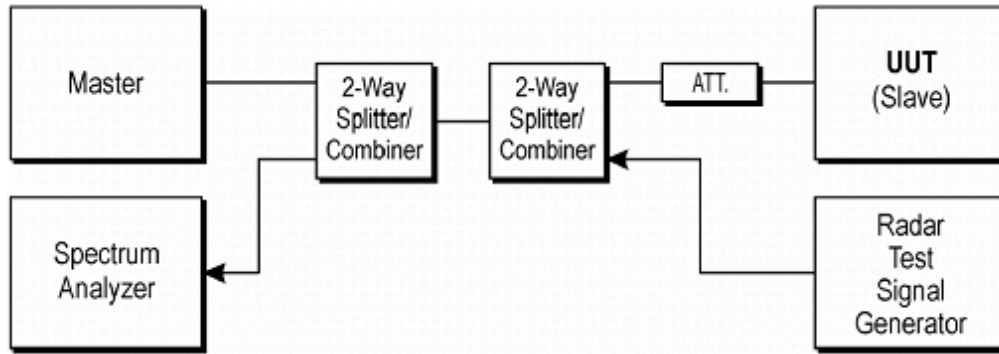 Master
2-Way
Splitter/
Combiner
2-Way
Splitter/
Combiner
ATT.
UUT
(Slave)
Spectrum
Analyzer
Radar
Test
Signal
Generator